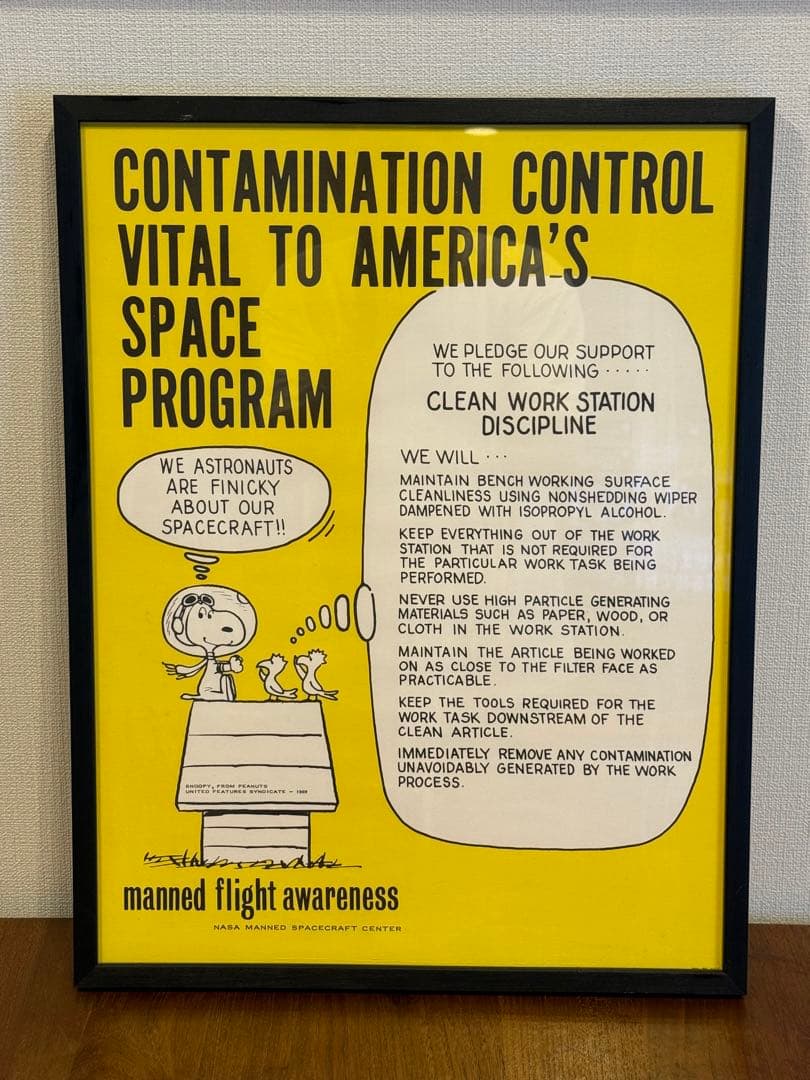 CONTAMINATION CONTROL
VITAL TO AMERICA'S
SPACE
PROGRAM
WE ASTRONAUTS
ARE FINICKY
ABOUT OUR
SPACECRAFT!!
WE PLEDGE OUR SUPPORT
TO THE FOLLOWING · · · · ·
CLEAN WORK STATION
DISCIPLINE
WE WILL · · ·
MAINTAIN BENCH WORKING SURFACE
CLEANLINESS USING NONSHEDDING WIPER
DAMPENED WITH ISOPROPYL ALCOHOL.
KEEP EVERYTHING OUT OF THE WORK
STATION THAT IS NOT REQUIRED FOR
THE PARTICULAR WORK TASK BEING
PERFORMED.
NEVER USE HIGH PARTICLE GENERATING
MATERIALS SUCH AS PAPER, WOOD, OR
CLOTH IN THE WORK STATION.
MAINTAIN THE ARTICLE BEING WORKED
ON AS CLOSE TO THE FILTER FACE AS
PRACTICABLE.
KEEP THE TOOLS REQUIRED FOR THE
WORK TASK DOWNSTREAM OF THE
CLEAN ARTICLE.
IMMEDIATELY REMOVE ANY CONTAMINATION
UNAVOIDABLY GENERATED BY THE WORK
PROCESS.
SNOOPY, FROM PEANUTS
UNITED FEATURES SYNDICATE – 1969
manned flight awareness
NASA MANNED SPACECRAFT CENTER